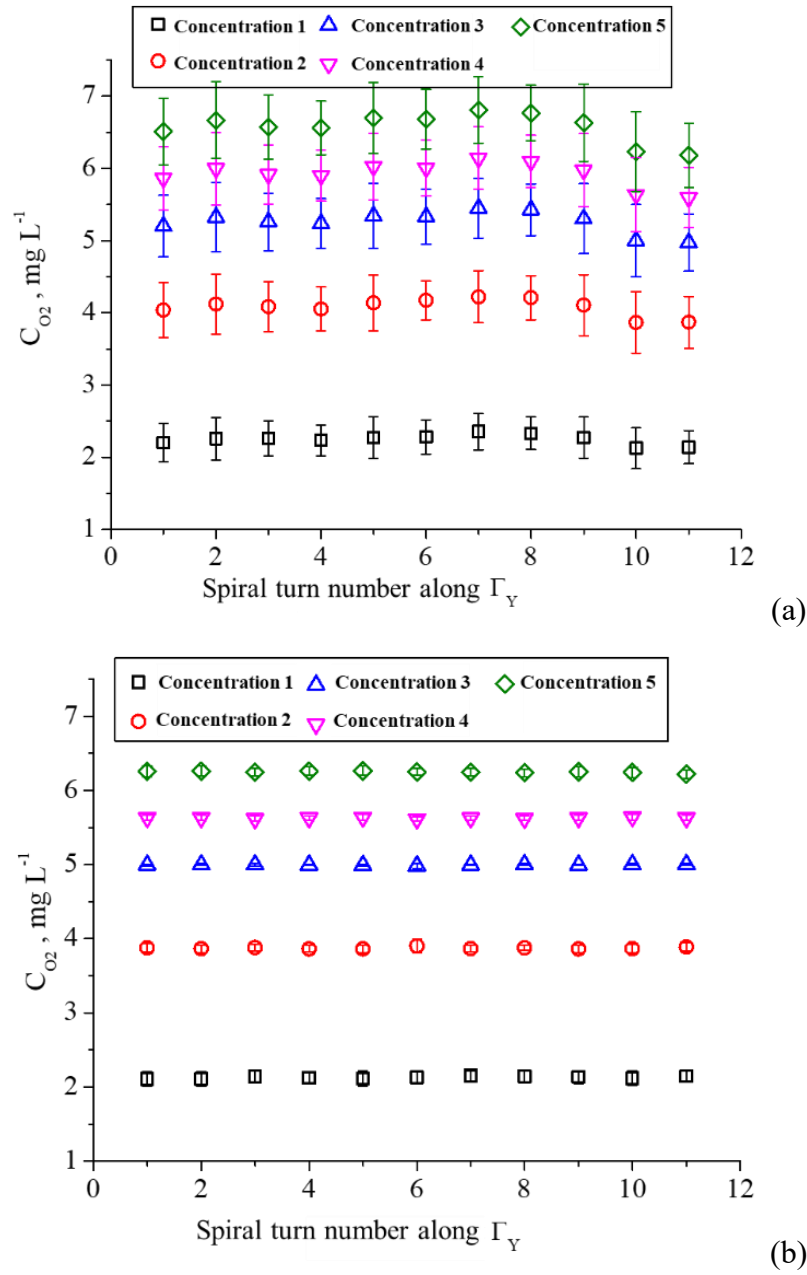 Concentration 1 Concentration 3 Concentration 5
Concentration 2 Concentration 4
7
6
5
4
3
2
1
C_O2 , mg L^-1
0 2 4 6 8 10 12
Spiral turn number along Γ_Y
(a)
Concentration 1 Concentration 3 Concentration 5
Concentration 2 Concentration 4
7
6
5
4
3
2
1
C_O2 , mg L^-1
0 2 4 6 8 10 12
Spiral turn number along Γ_Y
(b)